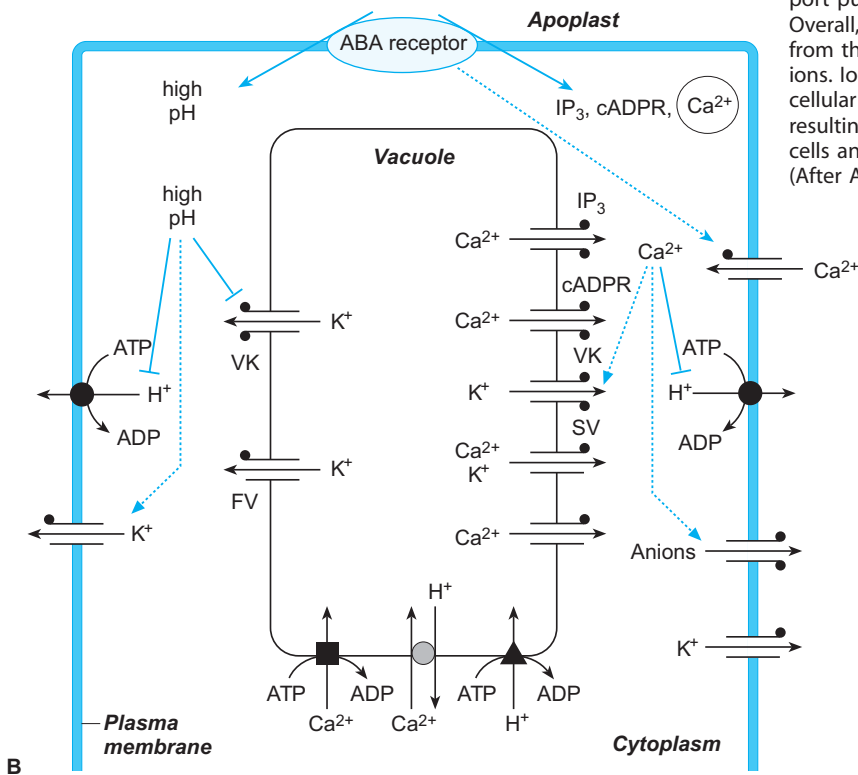 port pu
Overall,
from th
ions. Io
cellular
resulting
cells an
(After A
Apoplast
ABA receptor
high
pH
IP3, cADPR, Ca2+
Vacuole
high
pH
IP3
Ca2+
Ca2+
Ca2+
cADPR
K+
VK
Ca2+
VK
ATP
H+
ADP
K+
SV
ATP
H+
ADP
K+
FV
Ca2+
K+
K+
Ca2+
Anions
H+
K+
ATP
ADP
ATP
ADP
Ca2+
Ca2+
H+
Plasma
membrane
Cytoplasm
B